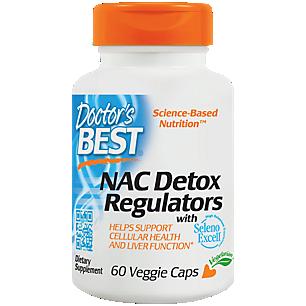 Doctor's
BEST
Science-Based
Nutrition™
NAC Detox
Regulators
with
HELPS SUPPORT
CELLULAR HEALTH
AND LIVER FUNCTION*
Seleno
Excell®
Dietary
Supplement
60 Veggie Caps
Vegetarian